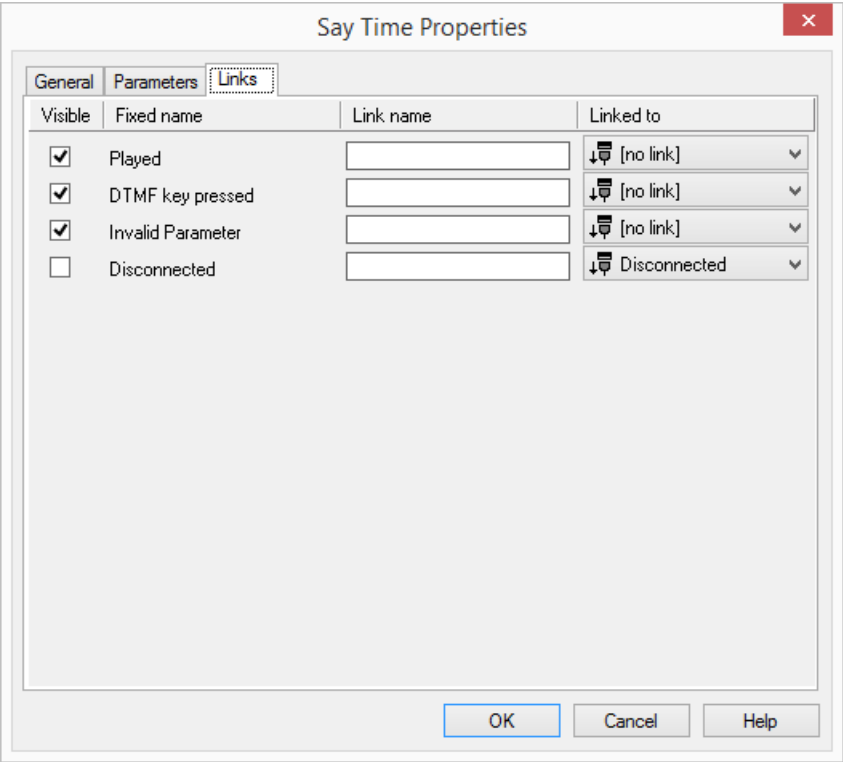 Say Time Properties
General Parameters Links
Visible Fixed name Link name Linked to
Played [no link]
DTMF key pressed [no link]
Invalid Parameter [no link]
Disconnected Disconnected
OK Cancel Help